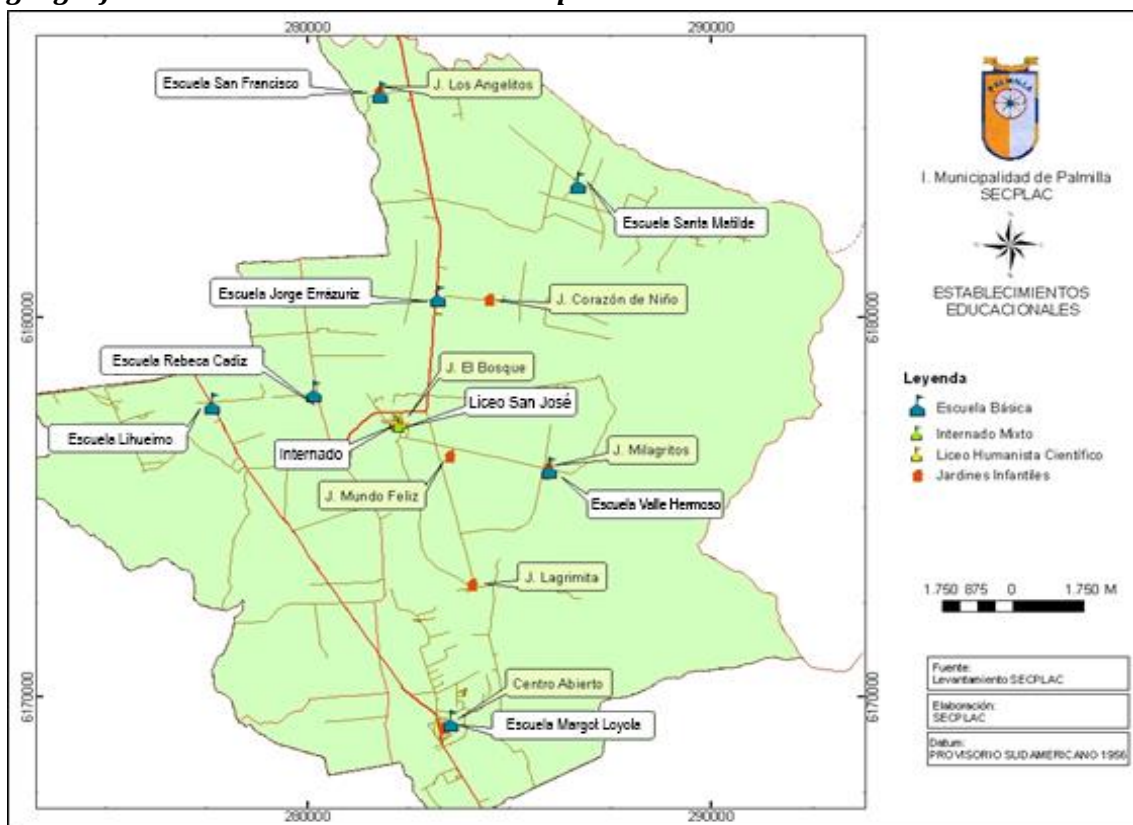 280000
290000
Escuela San Francisco
J. Los Angelitos
Escuela Santa Matilde
Escuela Jorge Errázuriz
J. Corazón de Niño
6180000
6180000
Escuela Rebeca Cadiz
J. El Bosque
Liceo San José
Escuela Lihueimo
Internado
J. Milagritos
J. Mundo Feliz
Escuela Valle Hermoso
J. Lagrimita
Centro Abierto
Escuela Margot Loyola
6170000
6170000
280000
290000
PALMILLA
I. Municipalidad de Palmilla
SECPLAC
ESTABLECIMIENTOS
EDUCACIONALES
Leyenda
Escuela Básica
Internado Mixto
Liceo Humanista Científico
Jardines Infantiles
1.750 875 0 1.750 M
Fuente:
Levantamiento SECPLAC
Elaboración:
SECPLAC
Datum:
PROVISORIO SUDAMERICANO 1956